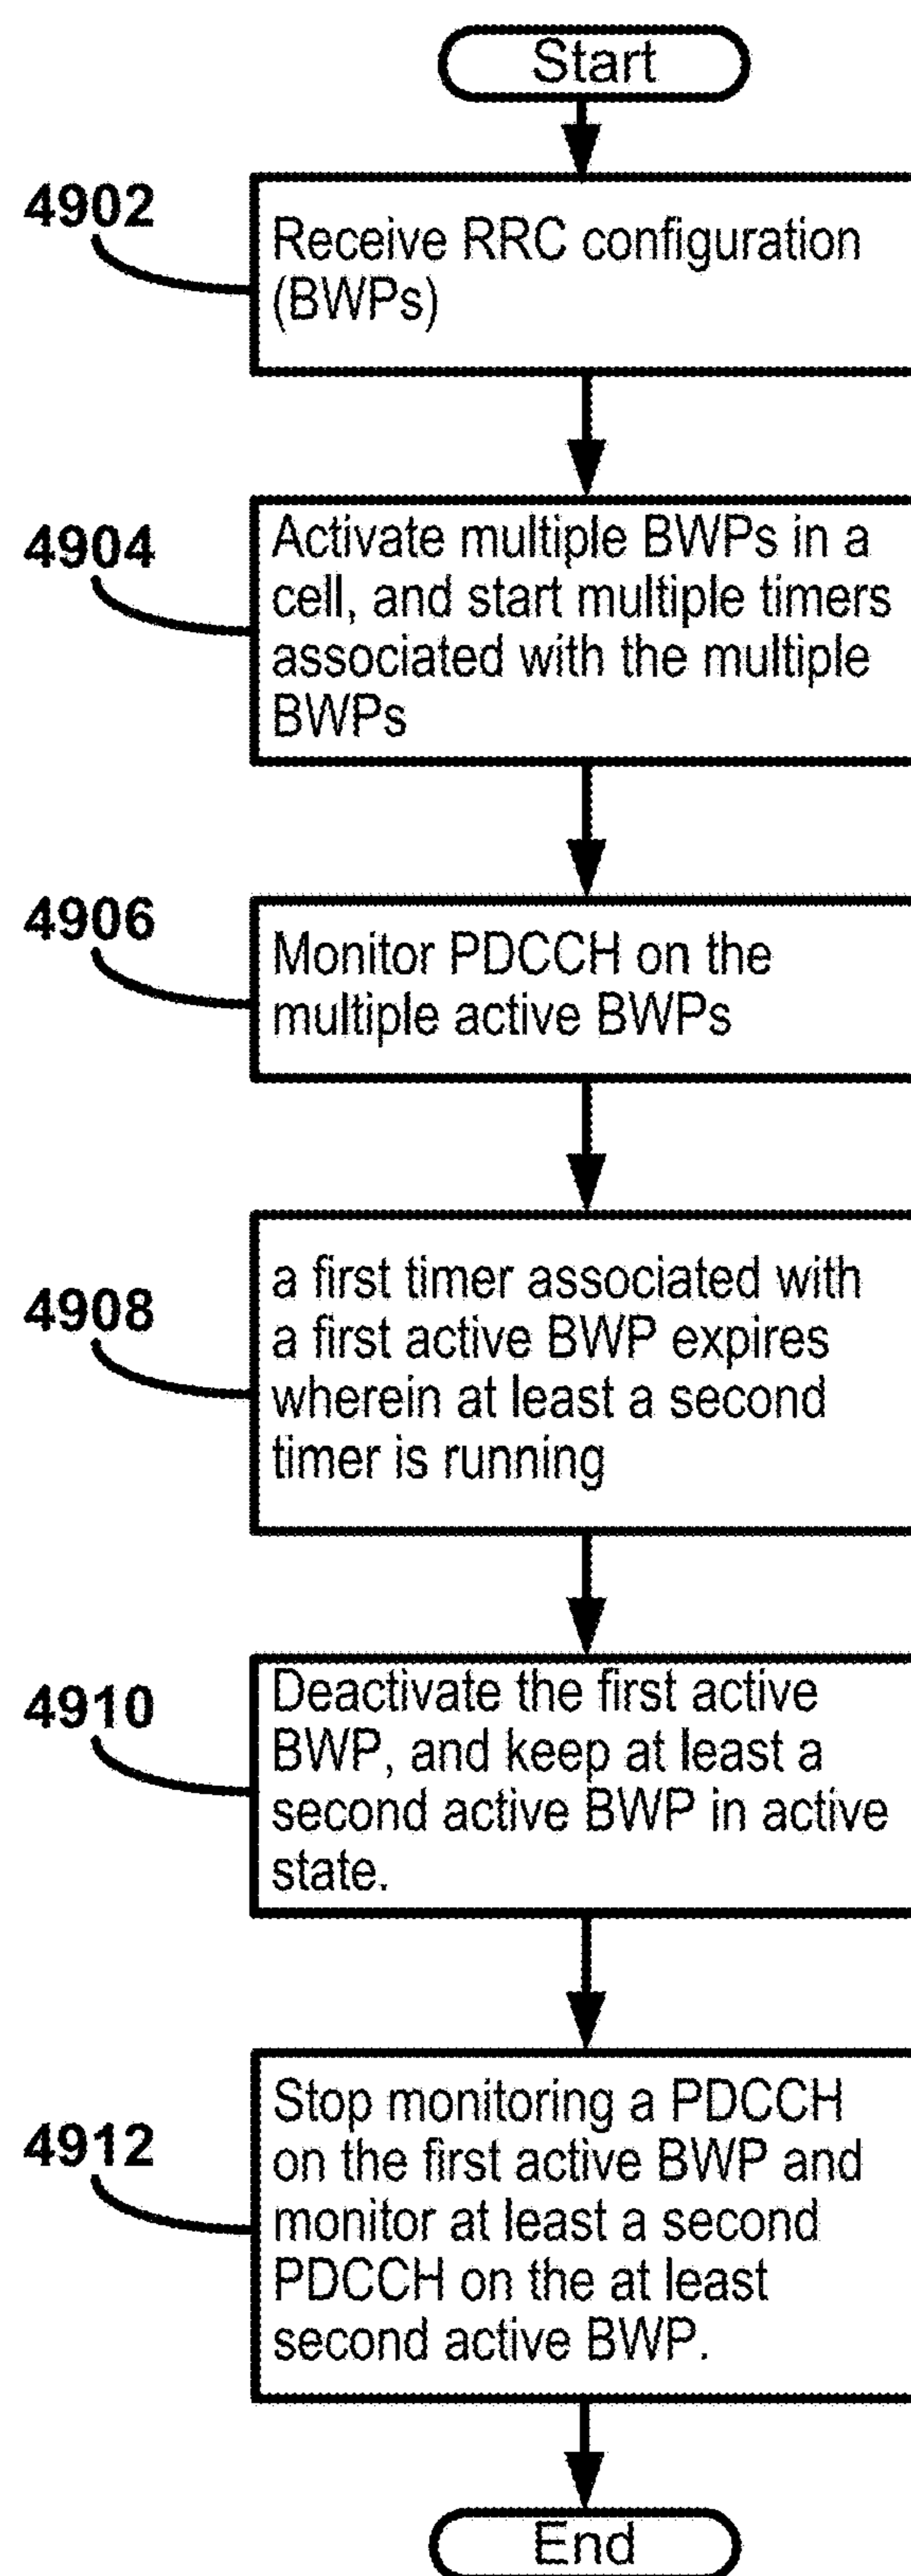 Start
4902
Receive RRC configuration
(BWPs)
4904
Activate multiple BWPs in a
cell, and start multiple timers
associated with the multiple
BWPs
4906
Monitor PDCCH on the
multiple active BWPs
4908
a first timer associated with
a first active BWP expires
wherein at least a second
timer is running
4910
Deactivate the first active
BWP, and keep at least a
second active BWP in active
state.
4912
Stop monitoring a PDCCH
on the first active BWP and
monitor at least a second
PDCCH on the at least
second active BWP.
End